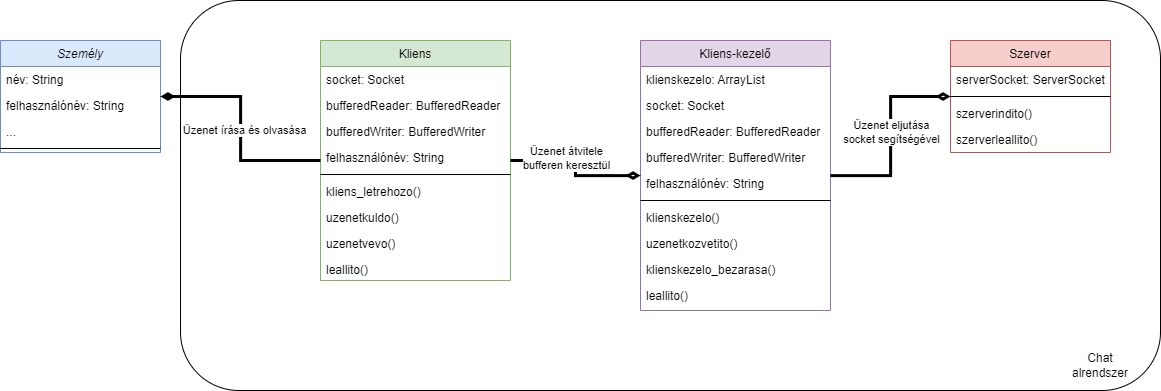 Személy
név: String
felhasználónév: String
...
Üzenet írása és olvasása
Kliens
socket: Socket
bufferedReader: BufferedReader
bufferedWriter: BufferedWriter
felhasználónév: String
kliens_letrehozo()
uzenetkuldo()
uzenetvevo()
leallito()
Üzenet átvitele
bufferen keresztül
Kliens-kezelő
klienskezelo: ArrayList
socket: Socket
bufferedReader: BufferedReader
bufferedWriter: BufferedWriter
felhasználónév: String
klienskezelo()
uzenetkozvetito()
klienskezelo_bezarasa()
leallito()
Üzenet eljutása
socket segítségével
Szerver
serverSocket: ServerSocket
szerverindito()
szerverleallito()
Chat
alrendszer